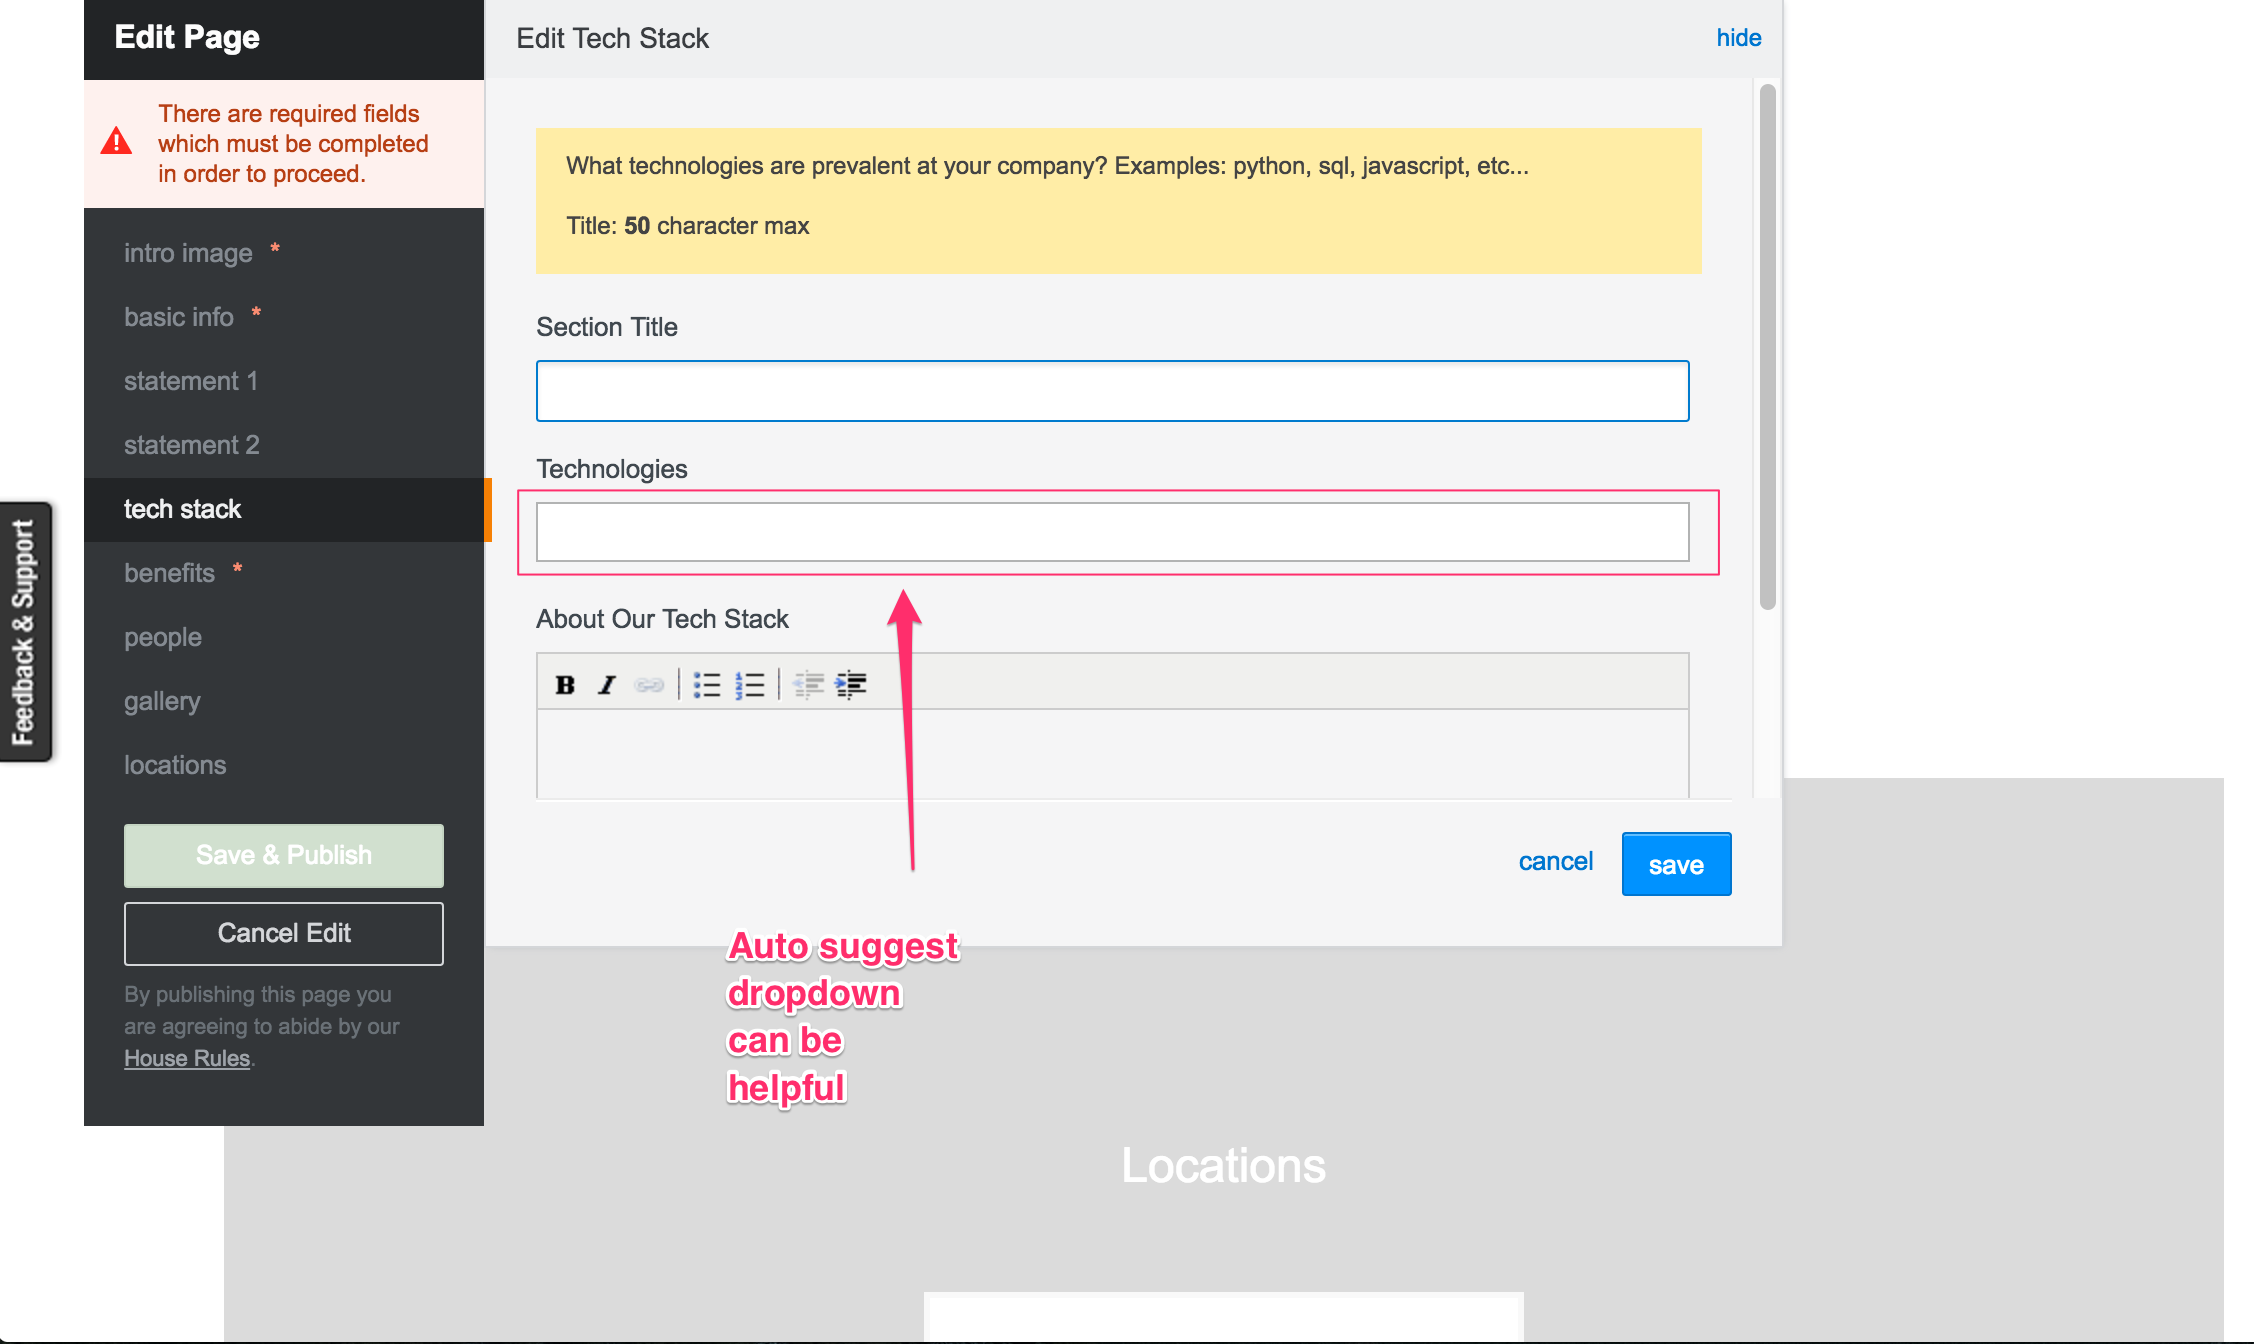 Edit Page
There are required fields
which must be completed
in order to proceed.
intro image *
basic info *
statement 1
statement 2
tech stack
benefits *
people
gallery
locations
Save & Publish
Cancel Edit
By publishing this page you
are agreeing to abide by our
House Rules.
Feedback & Support
Edit Tech Stack
hide
What technologies are prevalent at your company? Examples: python, sql, javascript, etc...
Title: 50 character max
Section Title
Technologies
About Our Tech Stack
B I
cancel
save
Auto suggest
dropdown
can be
helpful
Locations